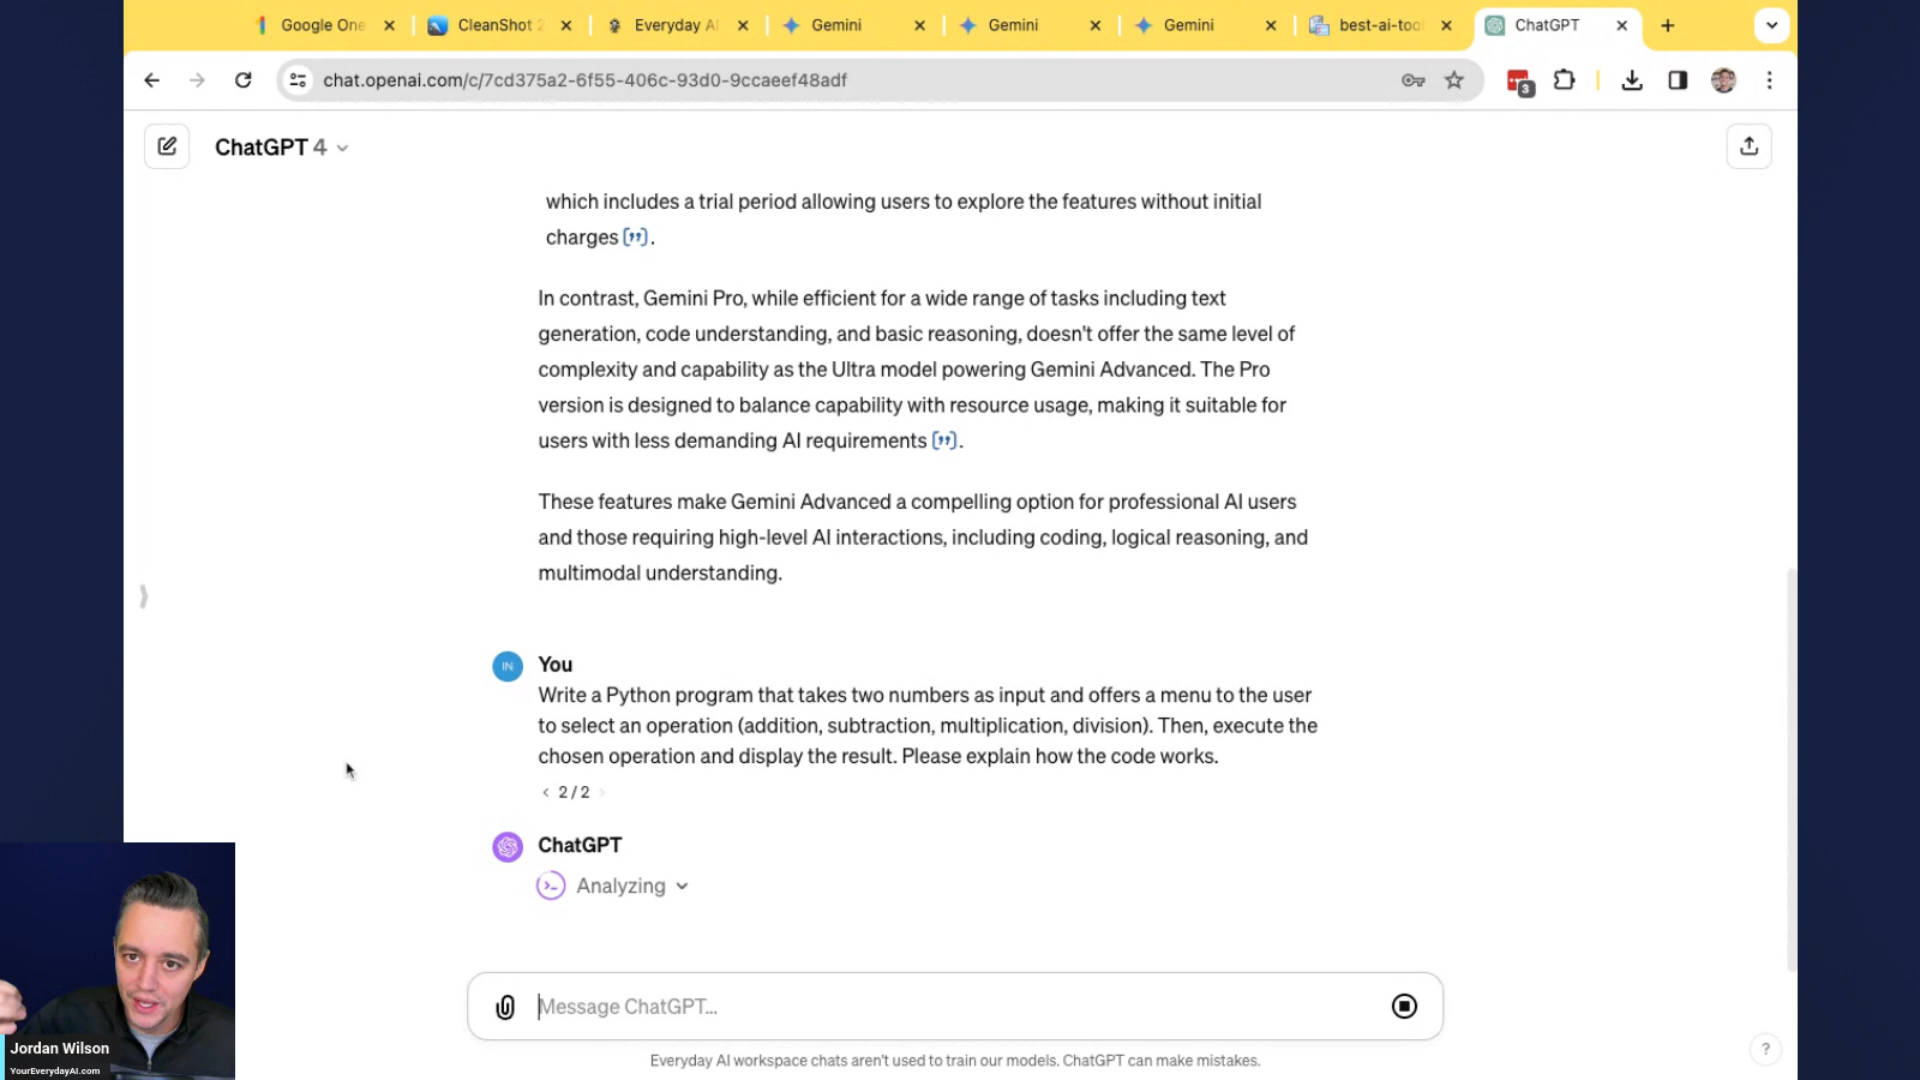 Google One
CleanShot 2
Everyday AI
Gemini
Gemini
Gemini
best-ai-too
ChatGPT
chat.openai.com/c/7cd375a2-6f55-406c-93d0-9ccaeef48adf
3
ChatGPT 4
which includes a trial period allowing users to explore the features without initial
charges ["].
In contrast, Gemini Pro, while efficient for a wide range of tasks including text
generation, code understanding, and basic reasoning, doesn't offer the same level of
complexity and capability as the Ultra model powering Gemini Advanced. The Pro
version is designed to balance capability with resource usage, making it suitable for
users with less demanding AI requirements ["].
These features make Gemini Advanced a compelling option for professional AI users
and those requiring high-level AI interactions, including coding, logical reasoning, and
multimodal understanding.
IN
You
Write a Python program that takes two numbers as input and offers a menu to the user
to select an operation (addition, subtraction, multiplication, division). Then, execute the
chosen operation and display the result. Please explain how the code works.
< 2/2 >
ChatGPT
Analyzing
Message ChatGPT...
Everyday AI workspace chats aren't used to train our models. ChatGPT can make mistakes.
?
Jordan Wilson
YourEverydayAI.com